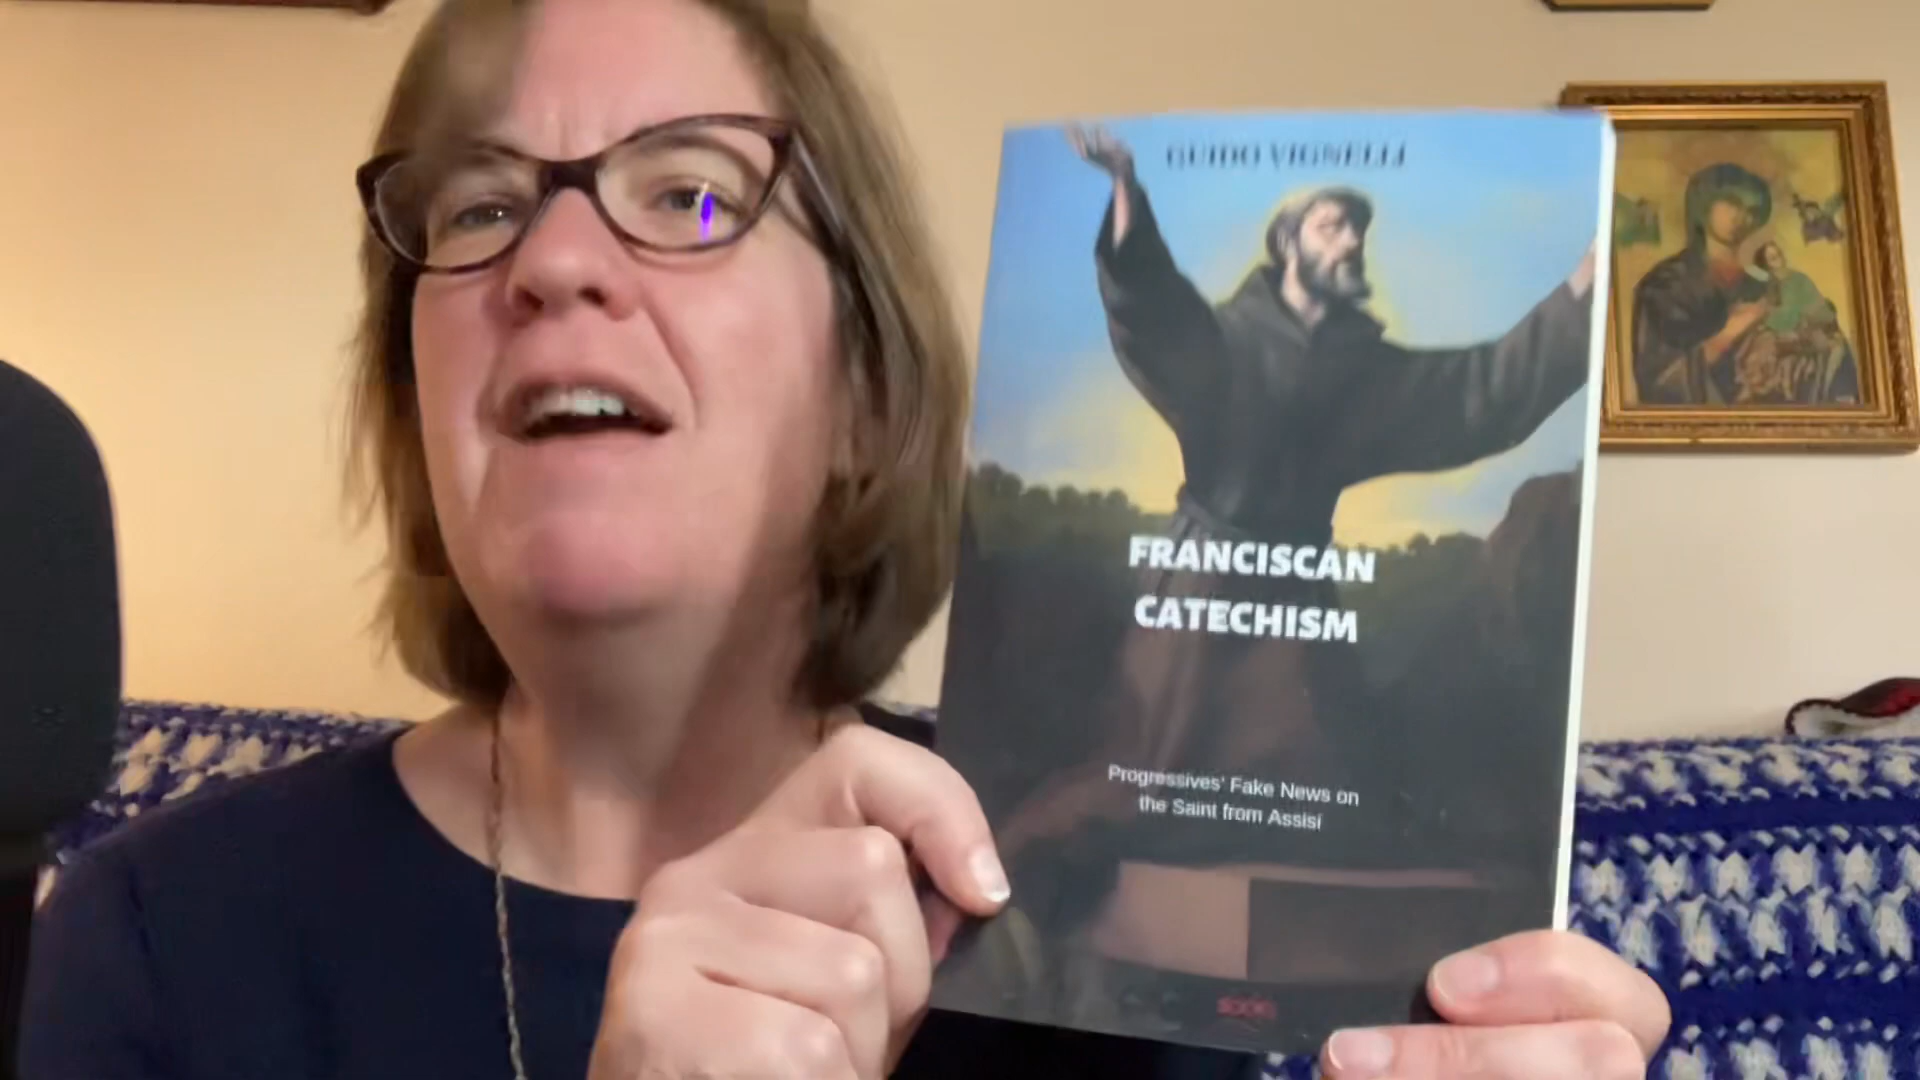 GUIDO VIGNELLI
FRANCISCAN
CATECHISM
Progressives' Fake News on
the Saint from Assisi